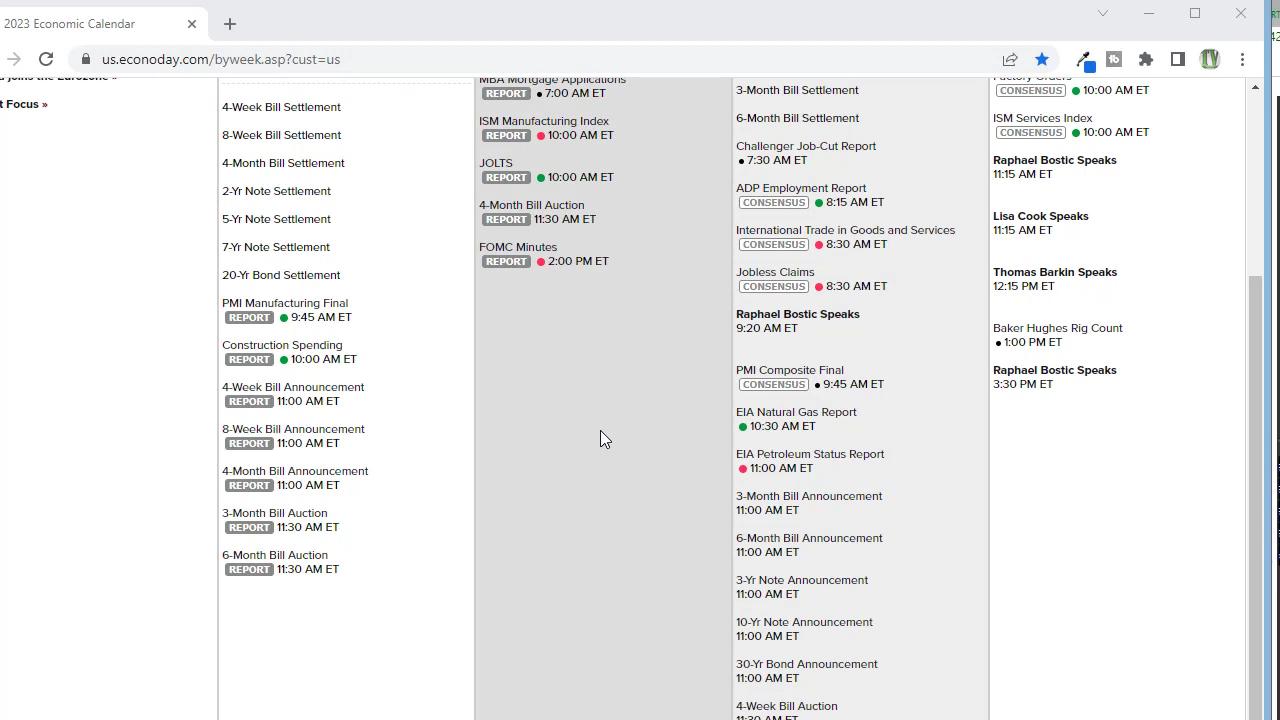 2023 Economic Calendar
us.econoday.com/byweek.asp?cust=us
t Focus »
4-Week Bill Settlement
8-Week Bill Settlement
4-Month Bill Settlement
2-Yr Note Settlement
5-Yr Note Settlement
7-Yr Note Settlement
20-Yr Bond Settlement
PMI Manufacturing Final
REPORT 9:45 AM ET
Construction Spending
REPORT 10:00 AM ET
4-Week Bill Announcement
REPORT 11:00 AM ET
8-Week Bill Announcement
REPORT 11:00 AM ET
4-Month Bill Announcement
REPORT 11:00 AM ET
3-Month Bill Auction
REPORT 11:30 AM ET
6-Month Bill Auction
REPORT 11:30 AM ET
MBA Mortgage Applications
REPORT 7:00 AM ET
ISM Manufacturing Index
REPORT 10:00 AM ET
JOLTS
REPORT 10:00 AM ET
4-Month Bill Auction
REPORT 11:30 AM ET
FOMC Minutes
REPORT 2:00 PM ET
3-Month Bill Settlement
6-Month Bill Settlement
Challenger Job-Cut Report
7:30 AM ET
ADP Employment Report
CONSENSUS 8:15 AM ET
International Trade in Goods and Services
CONSENSUS 8:30 AM ET
Jobless Claims
CONSENSUS 8:30 AM ET
Raphael Bostic Speaks
9:20 AM ET
PMI Composite Final
CONSENSUS 9:45 AM ET
EIA Natural Gas Report
10:30 AM ET
EIA Petroleum Status Report
11:00 AM ET
3-Month Bill Announcement
11:00 AM ET
6-Month Bill Announcement
11:00 AM ET
3-Yr Note Announcement
11:00 AM ET
10-Yr Note Announcement
11:00 AM ET
30-Yr Bond Announcement
11:00 AM ET
4-Week Bill Auction
11:30 AM ET
Factory Orders
CONSENSUS 10:00 AM ET
ISM Services Index
CONSENSUS 10:00 AM ET
Raphael Bostic Speaks
11:15 AM ET
Lisa Cook Speaks
11:15 AM ET
Thomas Barkin Speaks
12:15 PM ET
Baker Hughes Rig Count
1:00 PM ET
Raphael Bostic Speaks
3:30 PM ET